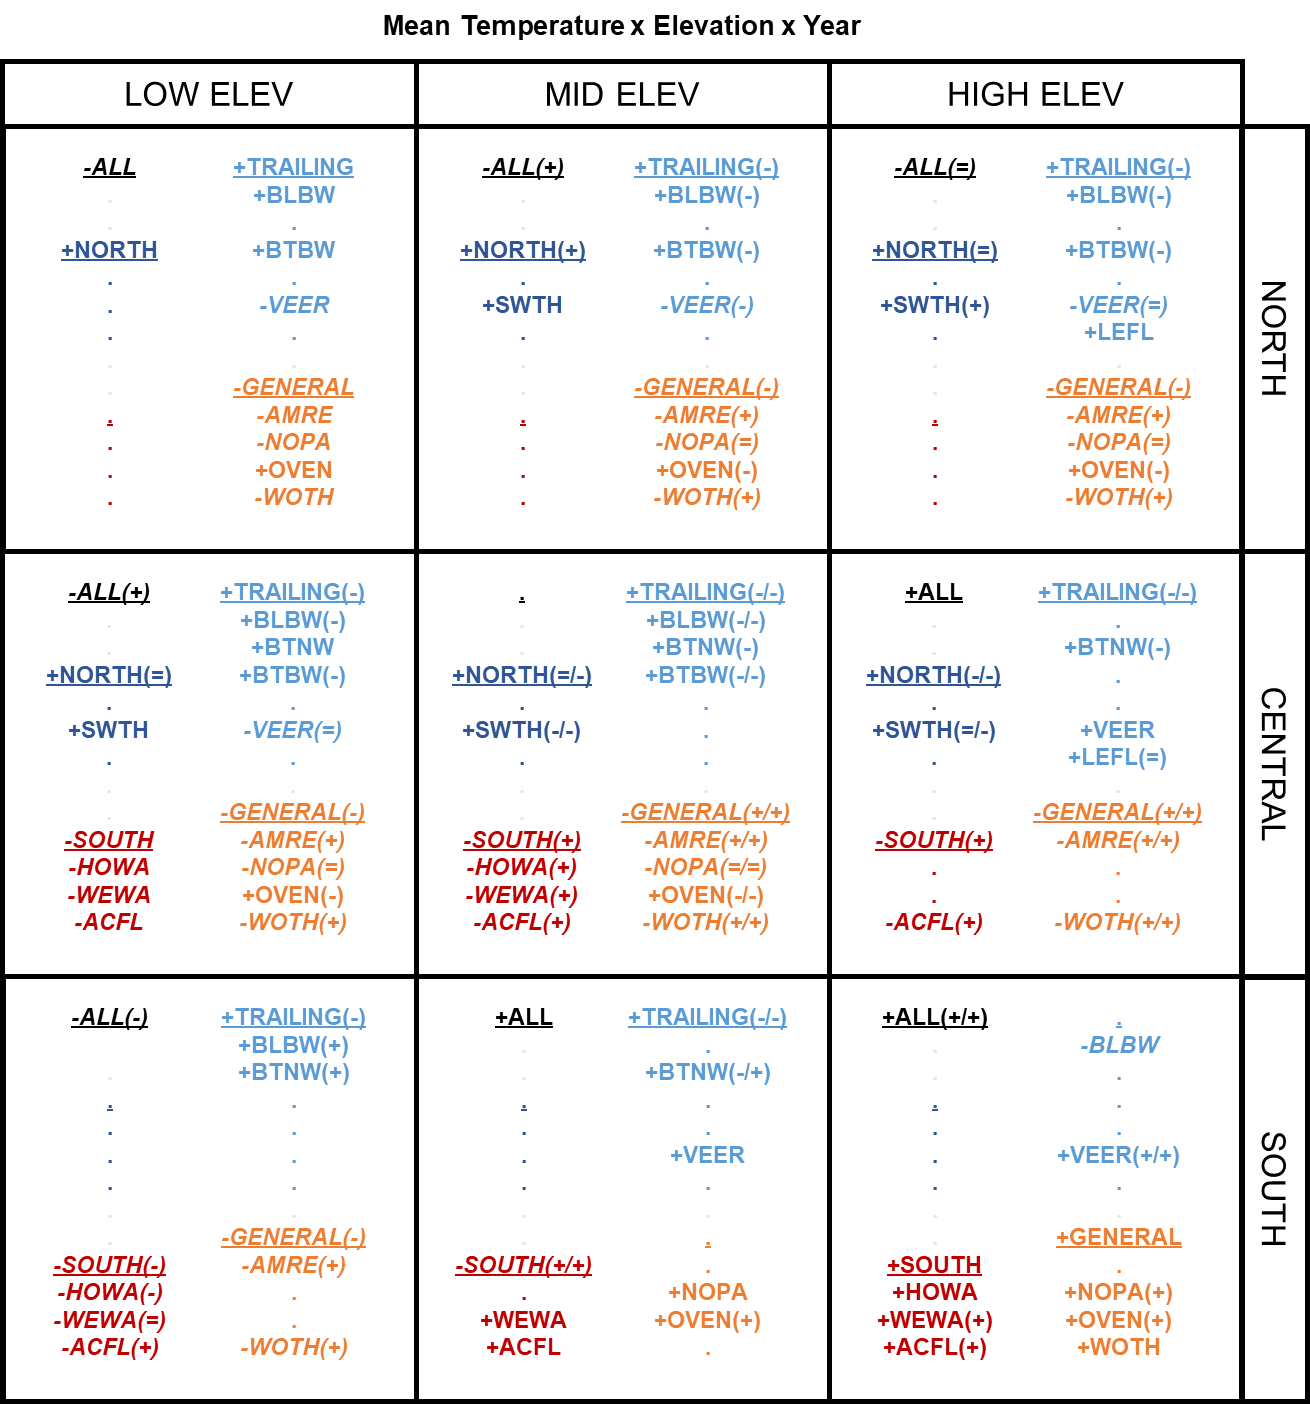 Mean Temperature x Elevation x Year
LOW ELEV MID ELEV HIGH ELEV
NORTH
-ALL +TRAILING
. +BLBW
. .
+NORTH +BTBW
. .
. -VEER
. .
. .
. -GENERAL
. -AMRE
. -NOPA
. +OVEN
. -WOTH
-ALL(+) +TRAILING(-)
. +BLBW(-)
. .
+NORTH(+) +BTBW(-)
. .
+SWTH -VEER(-)
. .
. .
. -GENERAL(-)
. -AMRE(+)
. -NOPA(=)
. +OVEN(-)
. -WOTH(+)
-ALL(=) +TRAILING(-)
. +BLBW(-)
. .
+NORTH(=) +BTBW(-)
. .
+SWTH(+) -VEER(=)
. +LEFL
. .
. -GENERAL(-)
. -AMRE(+)
. -NOPA(=)
. +OVEN(-)
. -WOTH(+)
CENTRAL
-ALL(+) +TRAILING(-)
. +BLBW(-)
. +BTNW
+NORTH(=) +BTBW(-)
. .
+SWTH -VEER(=)
. .
. .
. -GENERAL(-)
-SOUTH -AMRE(+)
-HOWA -NOPA(=)
-WEWA +OVEN(-)
-ACFL -WOTH(+)
. +TRAILING(-/-)
. +BLBW(-/-)
. +BTNW(-)
+NORTH(=/-) +BTBW(-/-)
. .
+SWTH(-/-) .
. .
. .
. -GENERAL(+/+)
-SOUTH(+) -AMRE(+/+)
-HOWA(+) -NOPA(=/=)
-WEWA(+) +OVEN(-/-)
-ACFL(+) -WOTH(+/+)
+ALL +TRAILING(-/-)
. .
. +BTNW(-)
+NORTH(-/-) .
. .
+SWTH(=/-) +VEER
. +LEFL(=)
. .
. -GENERAL(+/+)
-SOUTH(+) -AMRE(+/+)
. .
. .
-ACFL(+) -WOTH(+/+)
SOUTH
-ALL(-) +TRAILING(-)
+BLBW(+)
. +BTNW(+)
. .
. .
. .
. .
. .
. -GENERAL(-)
-SOUTH(-) -AMRE(+)
-HOWA(-) .
-WEWA(=) .
-ACFL(+) -WOTH(+)
+ALL +TRAILING(-/-)
. .
. +BTNW(-/+)
. .
. .
. +VEER
. .
. .
. .
-SOUTH(+/+) .
. +NOPA
+WEWA +OVEN(+)
+ACFL .
+ALL(+/+) .
. -BLBW
. .
. .
. .
. +VEER(+/+)
. .
. .
. +GENERAL
+SOUTH .
+HOWA +NOPA(+)
+WEWA(+) +OVEN(+)
+ACFL(+) +WOTH